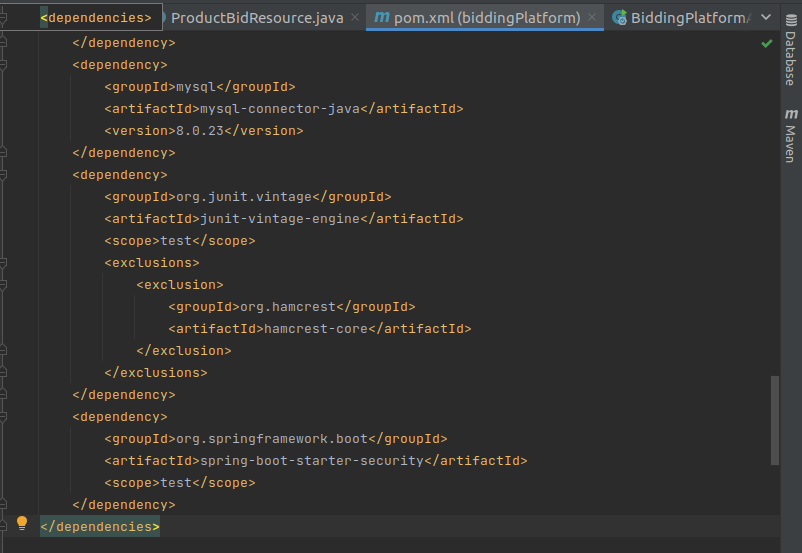 <dependencies>
ProductBidResource.java
pom.xml (biddingPlatform)
BiddingPlatform
</dependency>
<dependency>
<groupId>mysql</groupId>
<artifactId>mysql-connector-java</artifactId>
<version>8.0.23</version>
</dependency>
<dependency>
<groupId>org.junit.vintage</groupId>
<artifactId>junit-vintage-engine</artifactId>
<scope>test</scope>
<exclusions>
<exclusion>
<groupId>org.hamcrest</groupId>
<artifactId>hamcrest-core</artifactId>
</exclusion>
</exclusions>
</dependency>
<dependency>
<groupId>org.springframework.boot</groupId>
<artifactId>spring-boot-starter-security</artifactId>
<scope>test</scope>
</dependency>
</dependencies>
Database
m
Maven